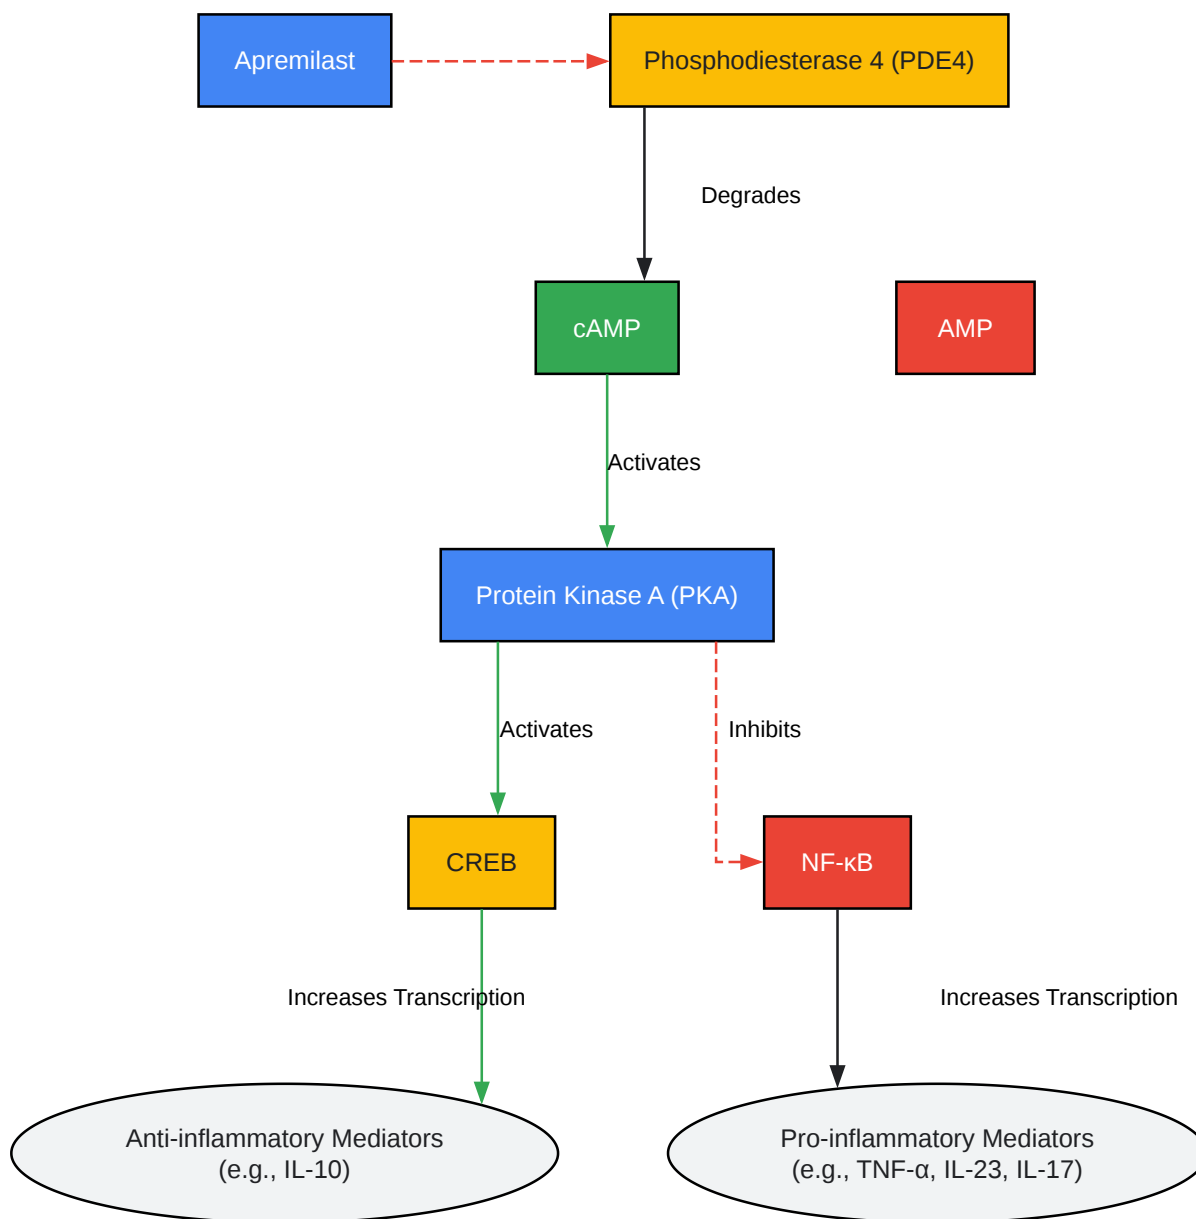 Apremilast
Phosphodiesterase 4 (PDE4)
Degrades
cAMP
AMP
Activates
Protein Kinase A (PKA)
Activates
Inhibits
CREB
NF-κB
Increases Transcription
Increases Transcription
Anti-inflammatory Mediators
(e.g., IL-10)
Pro-inflammatory Mediators
(e.g., TNF-α, IL-23, IL-17)